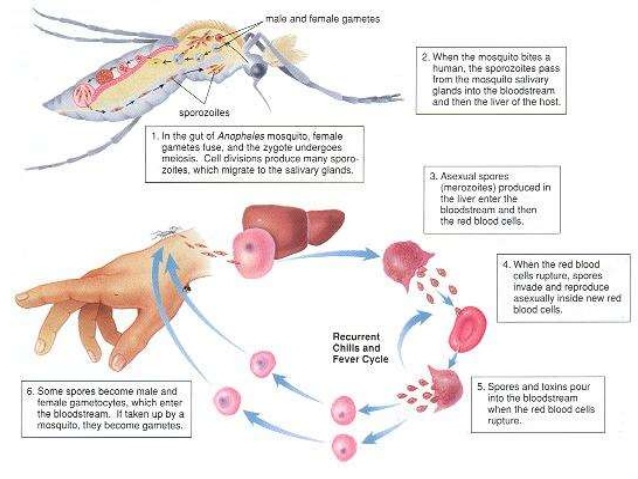 male and female gametes
sporozoites
1. In the gut of Anopheles mosquito, female
gametes fuse, and the zygote undergoes
meiosis. Cell divisions produce many sporo-
zoites, which migrate to the salivary glands.
2. When the mosquito bites a
human, the sporozoites pass
from the mosquito salivary
glands into the bloodstream
and then the liver of the host.
3. Asexual spores
(merozoites) produced in
the liver enter the
bloodstream and then
the red blood cells.
4. When the red blood
cells rupture, spores
invade and reproduce
asexually inside new red
blood cells.
Recurrent
Chills and
Fever Cycle
5. Spores and toxins pour
into the bloodstream
when the red blood cells
rupture.
6. Some spores become male and
female gametocytes, which enter
the bloodstream. If taken up by a
mosquito, they become gametes.